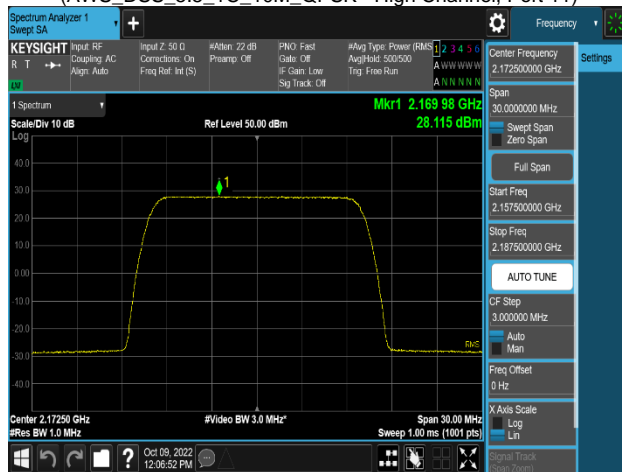 Spectrum Analyzer 1
Swept SA
+
Frequency
KEYSIGHT
R T
LW
Input: RF
Coupling: AC
Align: Auto
Input Z: 50 Ω
Corrections: On
Freq Ref: Int (S)
#Atten: 22 dB
Preamp: Off
PNO: Fast
Gate: Off
IF Gain: Low
Sig Track: Off
#Avg Type: Power (RMS
Avg|Hold: 500/500
Trig: Free Run
1 2 3 4 5 6
A W W W W W
A N N N N N
1 Spectrum
Scale/Div 10 dB
Log
Ref Level 50.00 dBm
Mkr1 2.169 98 GHz
28.115 dBm
40.0
30.0
20.0
10.0
0.00
-10.0
-20.0
-30.0
-40.0
1
RMS
Center 2.17250 GHz
#Res BW 1.0 MHz
#Video BW 3.0 MHz*
Span 30.00 MHz
Sweep 1.00 ms (1001 pts)
?
Oct 09, 2022
12:06:52 PM
Center Frequency
2.172500000 GHz
Settings
Span
30.0000000 MHz
Swept Span
Zero Span
Full Span
Start Freq
2.157500000 GHz
Stop Freq
2.187500000 GHz
AUTO TUNE
CF Step
3.000000 MHz
Auto
Man
Freq Offset
0 Hz
X Axis Scale
Log
Lin
Signal Track
(Span Zoom)